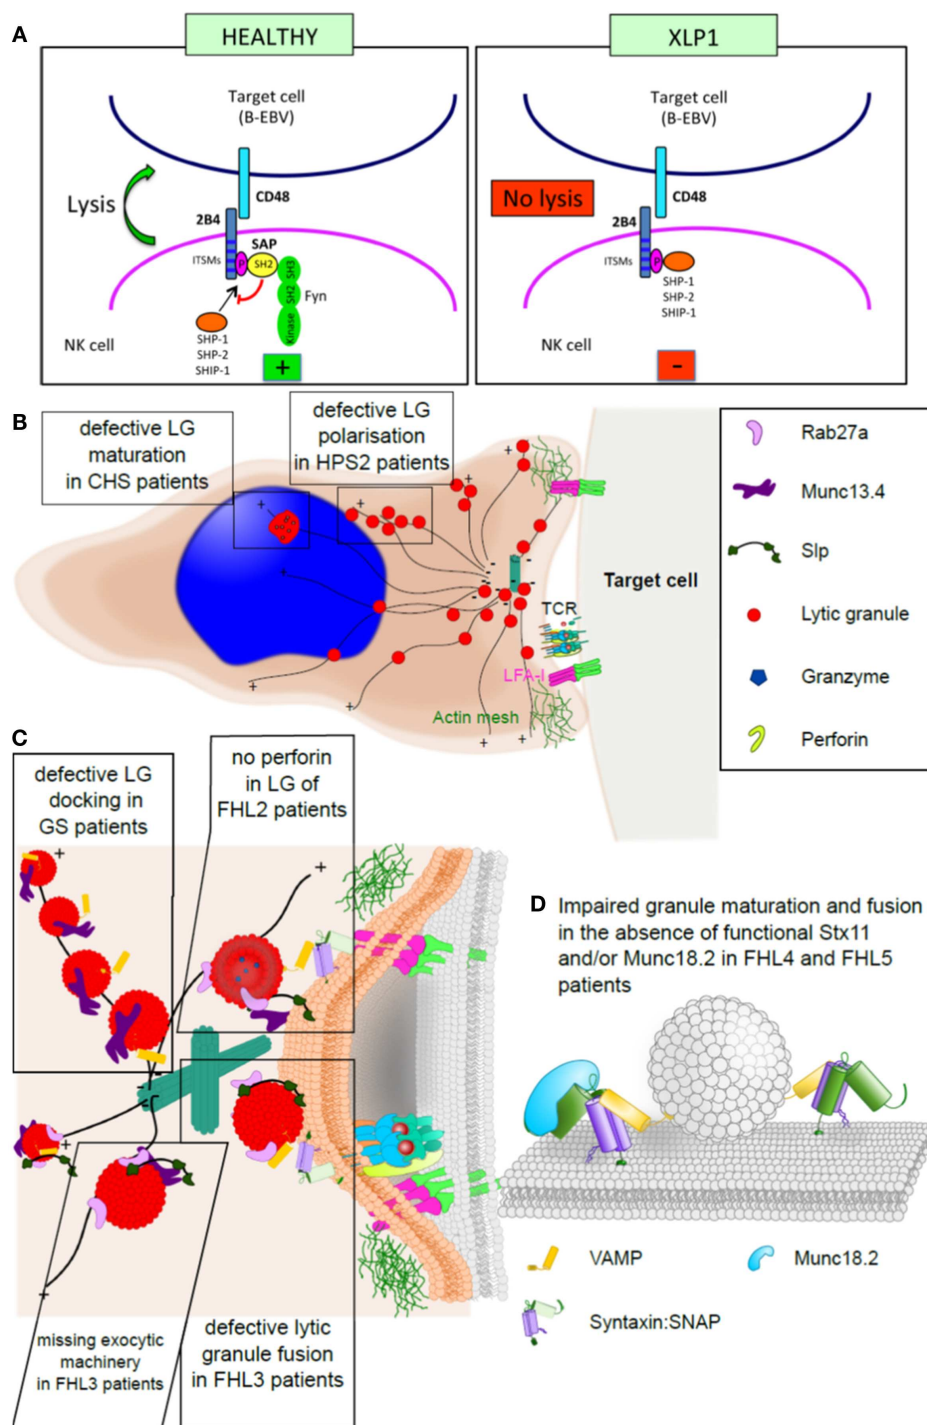 A
HEALTHY
Target cell
(B-EBV)
Lysis
CD48
2B4
SAP
ITSMs
P
SH2
SH3
SH2
Kinase
Fyn
SHP-1
SHP-2
SHIP-1
NK cell
+
XLP1
Target cell
(B-EBV)
No lysis
CD48
2B4
ITSMs
P
SHP-1
SHP-2
SHIP-1
NK cell
-
B
defective LG
maturation
in CHS patients
defective LG
polarisation
in HPS2 patients
Target cell
TCR
LFA-I
Actin mesh
Rab27a
Munc13.4
Slp
Lytic granule
Granzyme
Perforin
C
defective LG
docking in
GS patients
no perforin
in LG of
FHL2 patients
missing exocytic
machinery
in FHL3 patients
defective lytic
granule fusion
in FHL3 patients
D
Impaired granule maturation and fusion
in the absence of functional Stx11
and/or Munc18.2 in FHL4 and FHL5
patients
VAMP
Munc18.2
Syntaxin:SNAP